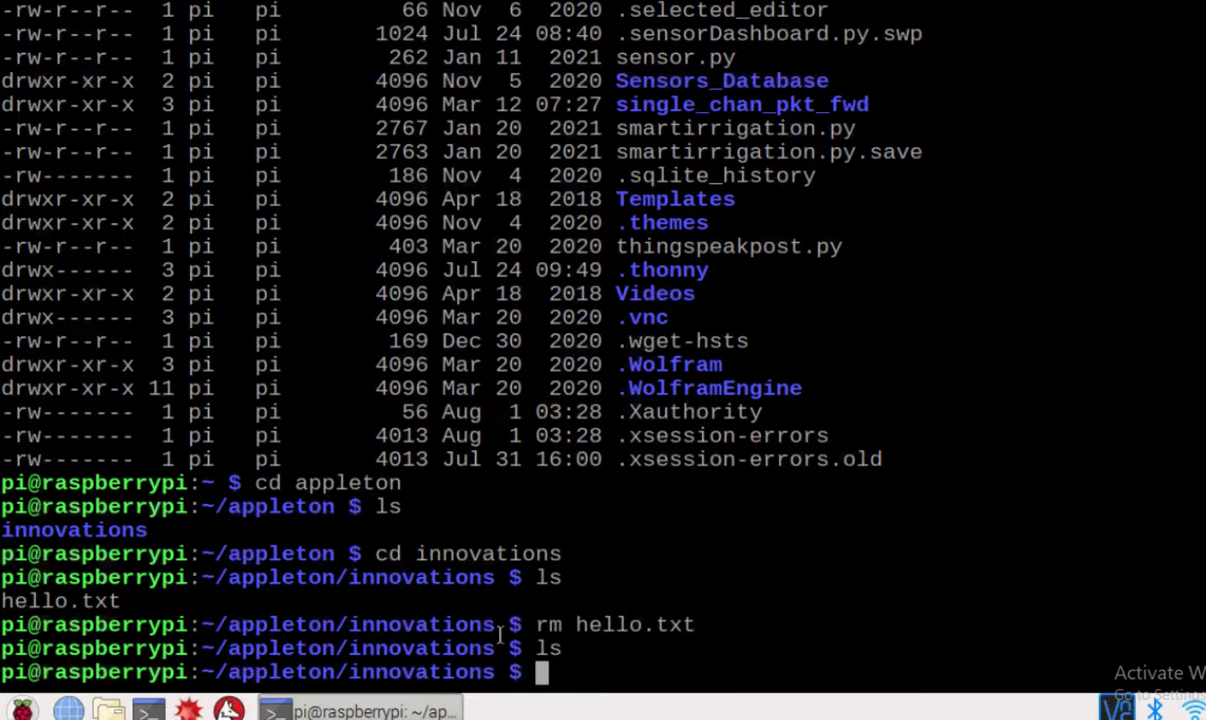 -rw-r--r-- 1 pi pi 66 Nov 6 2020 .selected_editor
-rw-r--r-- 1 pi pi 1024 Jul 24 08:40 .sensorDashboard.py.swp
-rw-r--r-- 1 pi pi 262 Jan 11 2021 sensor.py
drwxr-xr-x 2 pi pi 4096 Nov 5 2020 Sensors_Database
drwxr-xr-x 3 pi pi 4096 Mar 12 07:27 single_chan_pkt_fwd
-rw-r--r-- 1 pi pi 2767 Jan 20 2021 smartirrigation.py
-rw-r--r-- 1 pi pi 2763 Jan 20 2021 smartirrigation.py.save
-rw------- 1 pi pi 186 Nov 4 2020 .sqlite_history
drwxr-xr-x 2 pi pi 4096 Apr 18 2018 Templates
drwxr-xr-x 2 pi pi 4096 Nov 4 2020 .themes
-rw-r--r-- 1 pi pi 403 Mar 20 2020 thingspeakpost.py
drwx------ 3 pi pi 4096 Jul 24 09:49 .thonny
drwxr-xr-x 2 pi pi 4096 Apr 18 2018 Videos
drwx------ 3 pi pi 4096 Mar 20 2020 .vnc
-rw-r--r-- 1 pi pi 169 Dec 30 2020 .wget-hsts
drwxr-xr-x 3 pi pi 4096 Mar 20 2020 .Wolfram
drwxr-xr-x 11 pi pi 4096 Mar 20 2020 .WolframEngine
-rw------- 1 pi pi 56 Aug 1 03:28 .Xauthority
-rw------- 1 pi pi 4013 Aug 1 03:28 .xsession-errors
-rw------- 1 pi pi 4013 Jul 31 16:00 .xsession-errors.old
pi@raspberrypi:~ $ cd appleton
pi@raspberrypi:~/appleton $ ls
innovations
pi@raspberrypi:~/appleton $ cd innovations
pi@raspberrypi:~/appleton/innovations $ ls
hello.txt
pi@raspberrypi:~/appleton/innovations $ rm hello.txt
pi@raspberrypi:~/appleton/innovations $ ls
pi@raspberrypi:~/appleton/innovations $
Activate W
Go to Settings
pi@raspberrypi: ~/ap...